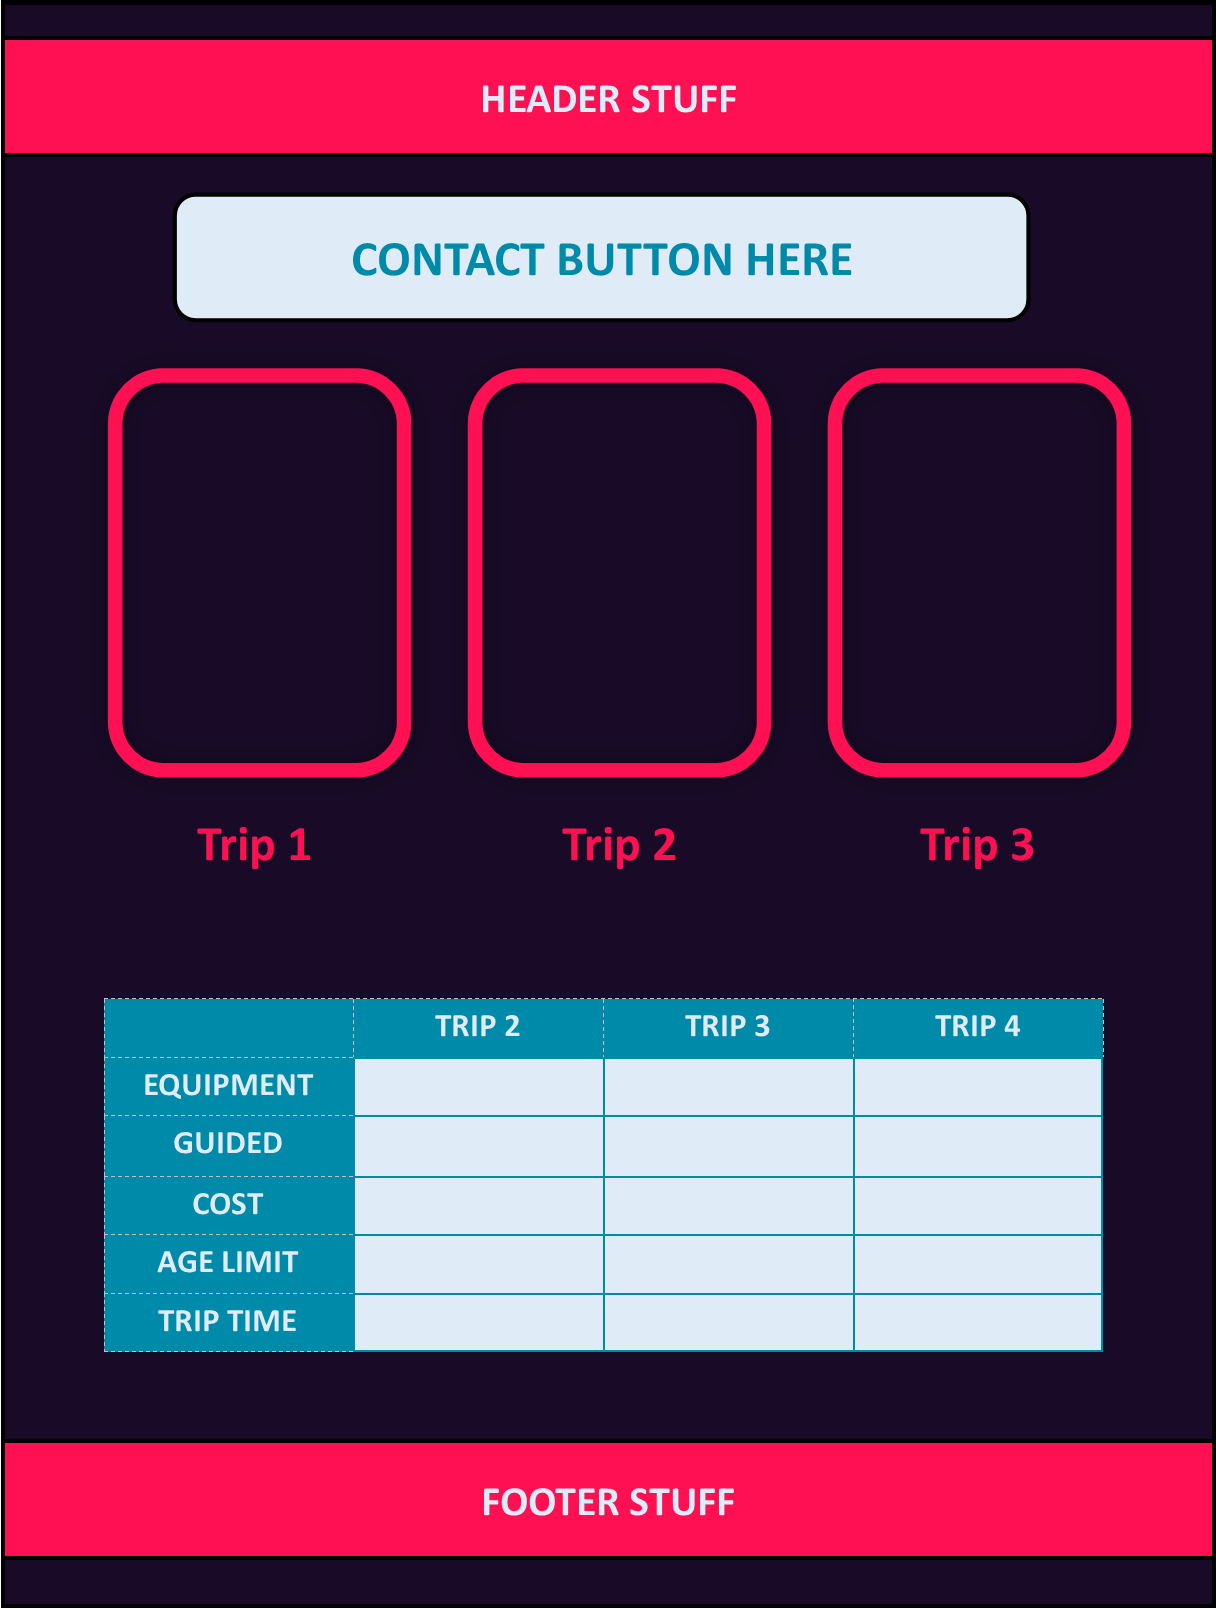 HEADER STUFF
CONTACT BUTTON HERE
Trip 1 Trip 2 Trip 3
TRIP 2 TRIP 3 TRIP 4
EQUIPMENT
GUIDED
COST
AGE LIMIT
TRIP TIME
FOOTER STUFF